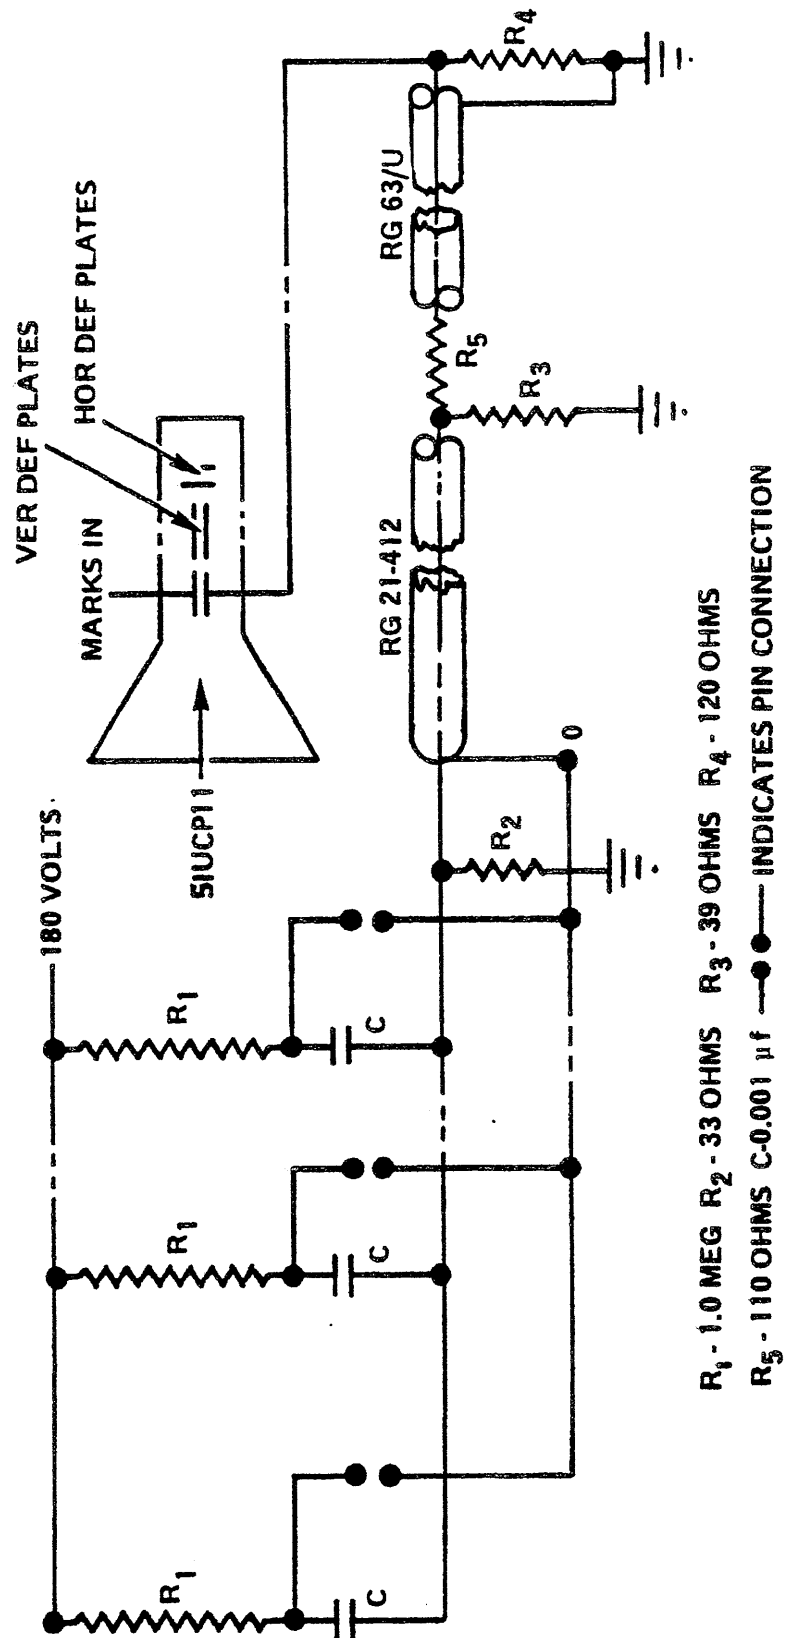 VER DEF PLATES
HOR DEF PLATES
MARKS IN
5IUCP11
180 VOLTS
R1
C
R1
C
R1
C
R2
0
RG 21-412
R3
R5
RG 63/U
R4
R1 - 1.0 MEG R2 - 33 OHMS R3 - 39 OHMS R4 - 120 OHMS
R5 - 110 OHMS C-0.001 µf INDICATES PIN CONNECTION